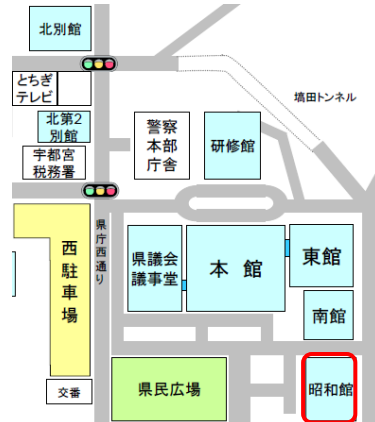 北別館
とちぎ
テレビ
北第2
別館
宇都宮
税務署
警察
本部
庁舎
研修館
塙田トンネル
県庁西通り
西駐車場
県議会
議事堂
本館
東館
南館
交番
県民広場
昭和館